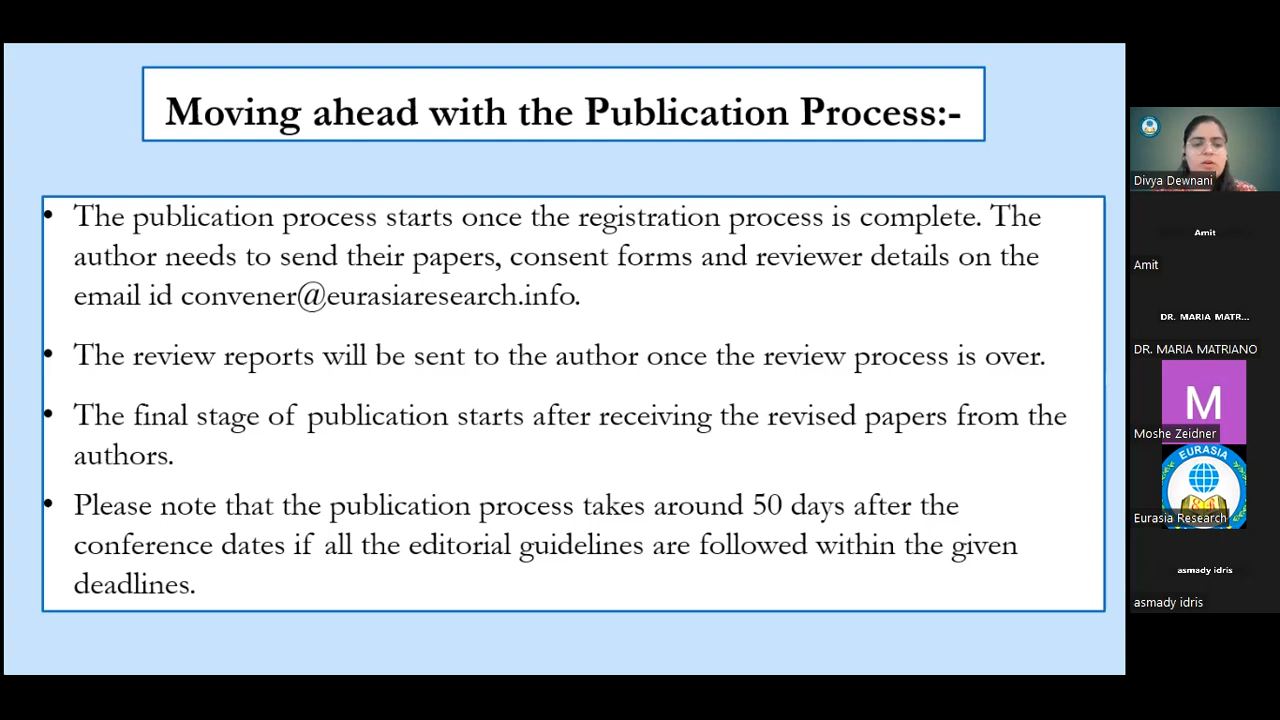 Moving ahead with the Publication Process:-
• The publication process starts once the registration process is complete. The
author needs to send their papers, consent forms and reviewer details on the
email id convener@eurasiaresearch.info.
• The review reports will be sent to the author once the review process is over.
• The final stage of publication starts after receiving the revised papers from the
authors.
• Please note that the publication process takes around 50 days after the
conference dates if all the editorial guidelines are followed within the given
deadlines.
Divya Dewnani
Amit
Amit
DR. MARIA MATR...
DR. MARIA MATRIANO
M
Moshe Zeidner
EURASIA
Eurasia Research
asmady idris
asmady idris